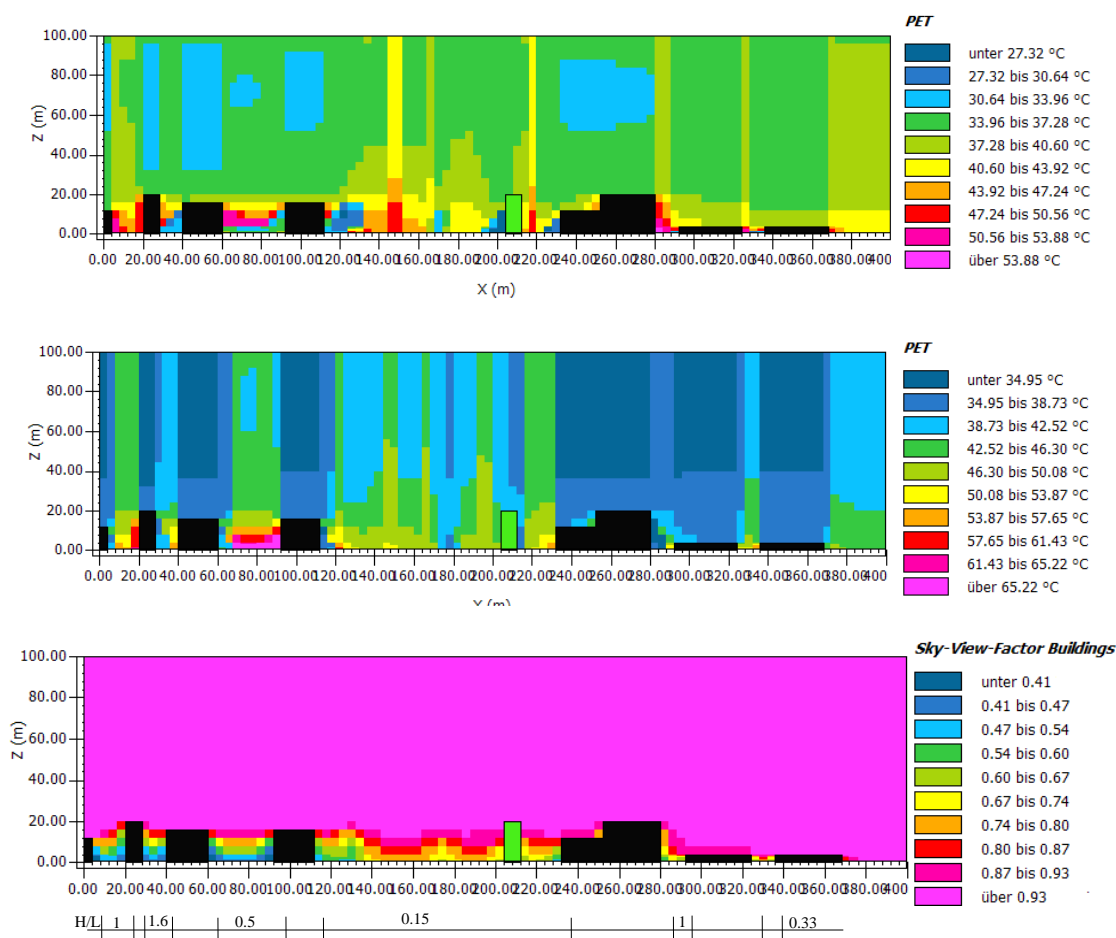 PET
100.00
80.00
60.00
40.00
20.00
0.00
Z (m)
0.00 20.00 40.00 60.00 80.00 100.00 120.00 140.00 160.00 180.00 200.00 220.00 240.00 260.00 280.00 300.00 320.00 340.00 360.00 380.00 400
X (m)
unter 27.32 °C
27.32 bis 30.64 °C
30.64 bis 33.96 °C
33.96 bis 37.28 °C
37.28 bis 40.60 °C
40.60 bis 43.92 °C
43.92 bis 47.24 °C
47.24 bis 50.56 °C
50.56 bis 53.88 °C
über 53.88 °C
PET
100.00
80.00
60.00
40.00
20.00
0.00
Z (m)
0.00 20.00 40.00 60.00 80.00 100.00 120.00 140.00 160.00 180.00 200.00 220.00 240.00 260.00 280.00 300.00 320.00 340.00 360.00 380.00 400
X (m)
unter 34.95 °C
34.95 bis 38.73 °C
38.73 bis 42.52 °C
42.52 bis 46.30 °C
46.30 bis 50.08 °C
50.08 bis 53.87 °C
53.87 bis 57.65 °C
57.65 bis 61.43 °C
61.43 bis 65.22 °C
über 65.22 °C
Sky-View-Factor Buildings
100.00
80.00
60.00
40.00
20.00
0.00
Z (m)
0.00 20.00 40.00 60.00 80.00 100.00 120.00 140.00 160.00 180.00 200.00 220.00 240.00 260.00 280.00 300.00 320.00 340.00 360.00 380.00 400
unter 0.41
0.41 bis 0.47
0.47 bis 0.54
0.54 bis 0.60
0.60 bis 0.67
0.67 bis 0.74
0.74 bis 0.80
0.80 bis 0.87
0.87 bis 0.93
über 0.93
H/L 1 1.6 0.5 0.15 1 0.33